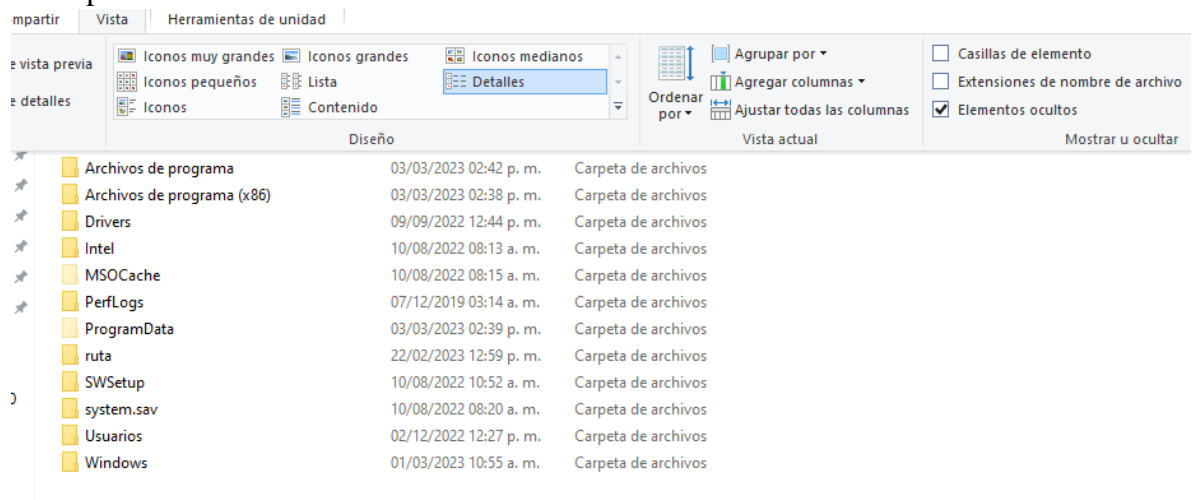 ompartir Vista Herramientas de unidad
e vista previa Iconos muy grandes Iconos grandes Iconos medianos Agrupar por Casillas de elemento
Iconos pequeños Lista Detalles Agregar columnas Extensiones de nombre de archivo
e detalles Iconos Contenido Ordenar por Ajustar todas las columnas Elementos ocultos
Diseño Vista actual Mostrar u ocultar
Archivos de programa 03/03/2023 02:42 p. m. Carpeta de archivos
Archivos de programa (x86) 03/03/2023 02:38 p. m. Carpeta de archivos
Drivers 09/09/2022 12:44 p. m. Carpeta de archivos
Intel 10/08/2022 08:13 a. m. Carpeta de archivos
MSOCache 10/08/2022 08:15 a. m. Carpeta de archivos
PerfLogs 07/12/2019 03:14 a. m. Carpeta de archivos
ProgramData 03/03/2023 02:39 p. m. Carpeta de archivos
ruta 22/02/2023 12:59 p. m. Carpeta de archivos
SWSetup 10/08/2022 10:52 a. m. Carpeta de archivos
system.sav 10/08/2022 08:20 a. m. Carpeta de archivos
Usuarios 02/12/2022 12:27 p. m. Carpeta de archivos
Windows 01/03/2023 10:55 a. m. Carpeta de archivos